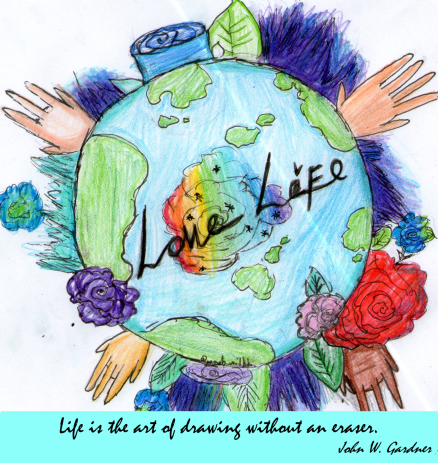 Love Life
Life is the art of drawing without an eraser.
John W. Gardner